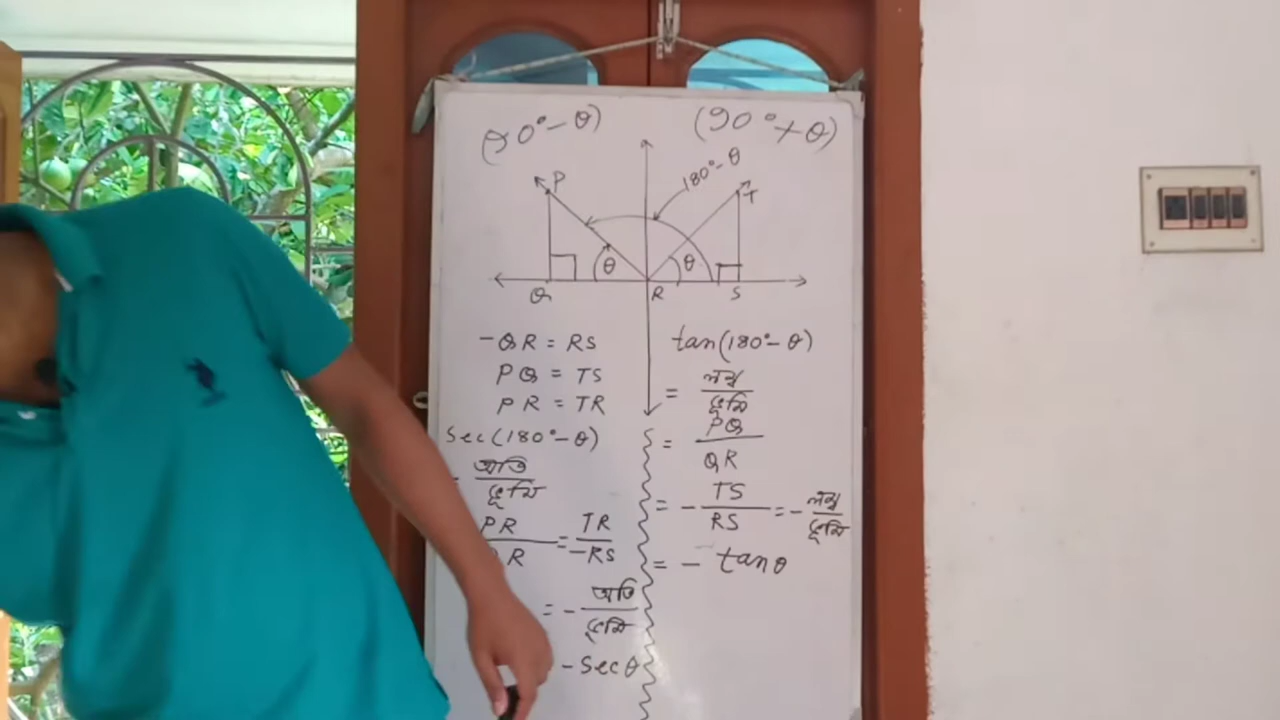 (90°-θ)
(90°+θ)
180°-θ
P
T
θ
θ
Q
R
S
-QR = RS
PQ = TS
PR = TR
Sec(180°-θ)
অতি
ভূমি
PR
R
= TR
-RS
= - অতি
ভূমি
-Secθ
tan(180°-θ)
= লম্ব
ভূমি
= PQ
QR
= - TS
RS
= - লম্ব
ভূমি
= - tanθ